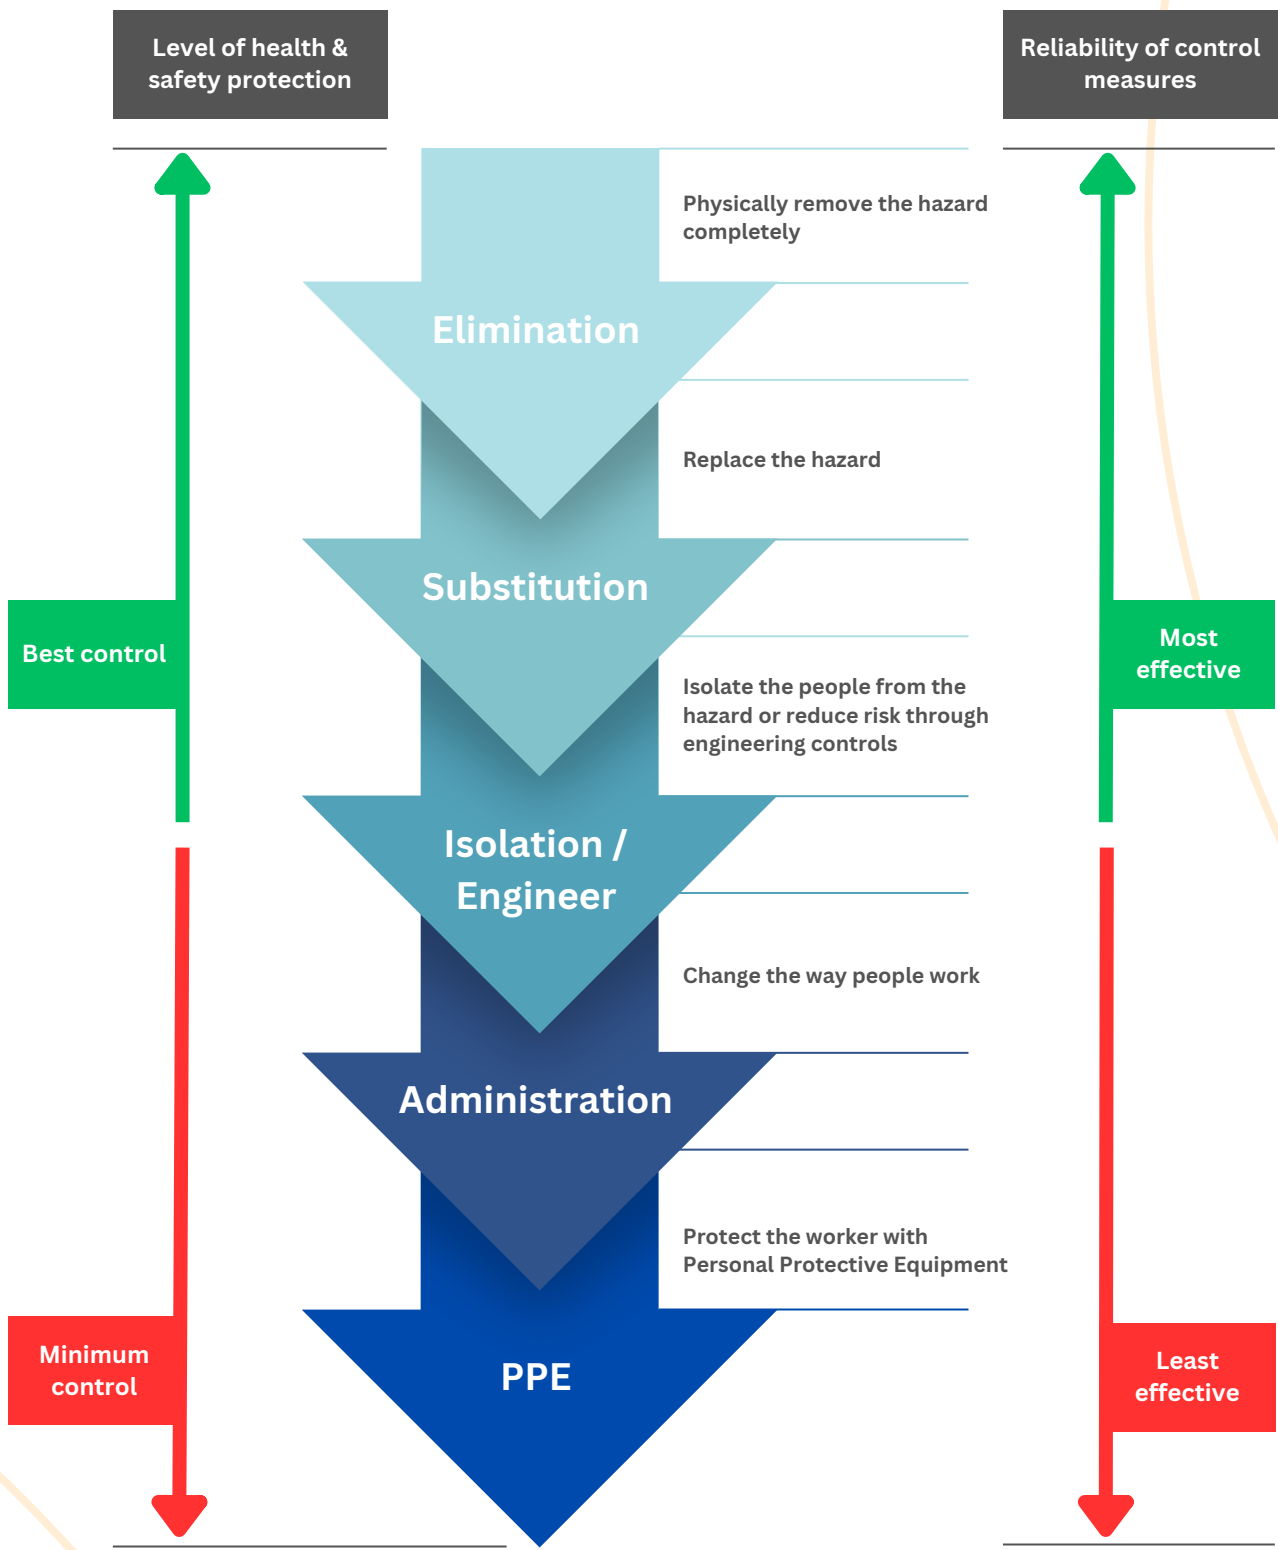 Level of health &
safety protection
Reliability of control
measures
Physically remove the hazard
completely
Elimination
Replace the hazard
Substitution
Best control
Most
effective
Isolate the people from the
hazard or reduce risk through
engineering controls
Isolation /
Engineer
Change the way people work
Administration
Protect the worker with
Personal Protective Equipment
PPE
Minimum
control
Least
effective